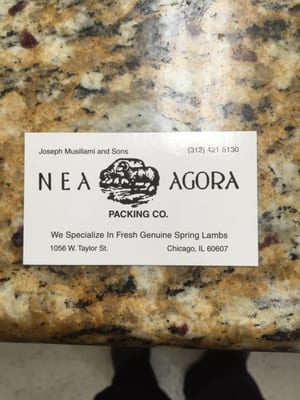 Joseph Musillami and Sons (312) 421-5130
NEA AGORA
PACKING CO.
We Specialize In Fresh Genuine Spring Lambs
1056 W. Taylor St. Chicago, IL 60607